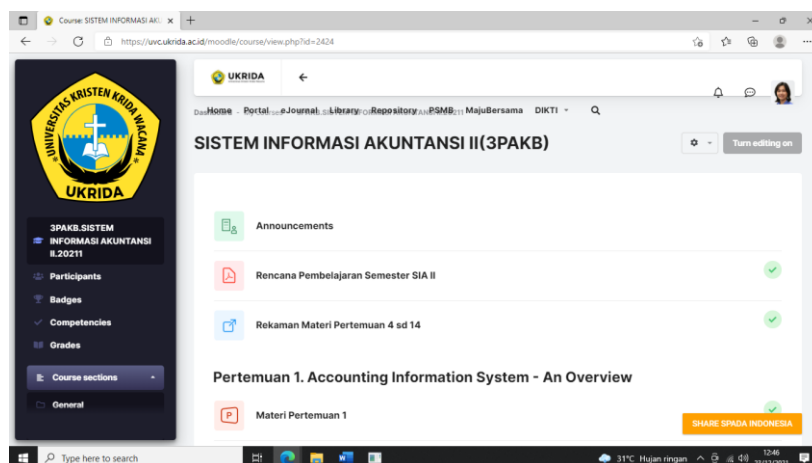 Course: SISTEM INFORMASI AKU
https://uvc.ukrida.ac.id/moodle/course/view.php?id=2424
UNIVERSITAS KRISTEN KRIDA WACANA
UKRIDA
3PAKB.SISTEM
INFORMASI AKUNTANSI
II.20211
Participants
Badges
Competencies
Grades
Course sections
General
UKRIDA
Home Portal eJournal Library Repository PSMB MajuBersama DIKTI
SISTEM INFORMASI AKUNTANSI II(3PAKB)
Turn editing on
Announcements
Rencana Pembelajaran Semester SIA II
Rekaman Materi Pertemuan 4 sd 14
Pertemuan 1. Accounting Information System - An Overview
P
Materi Pertemuan 1
SHARE SPADA INDONESIA
Type here to search
31°C Hujan ringan
12:46